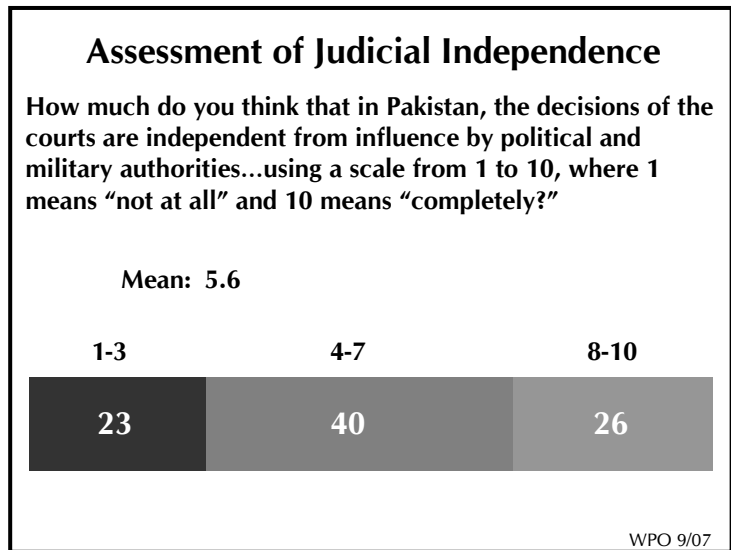 Assessment of Judicial Independence
How much do you think that in Pakistan, the decisions of the
courts are independent from influence by political and
military authorities...using a scale from 1 to 10, where 1
means “not at all” and 10 means “completely?”
Mean: 5.6
1-3 4-7 8-10
23 40 26
WPO 9/07